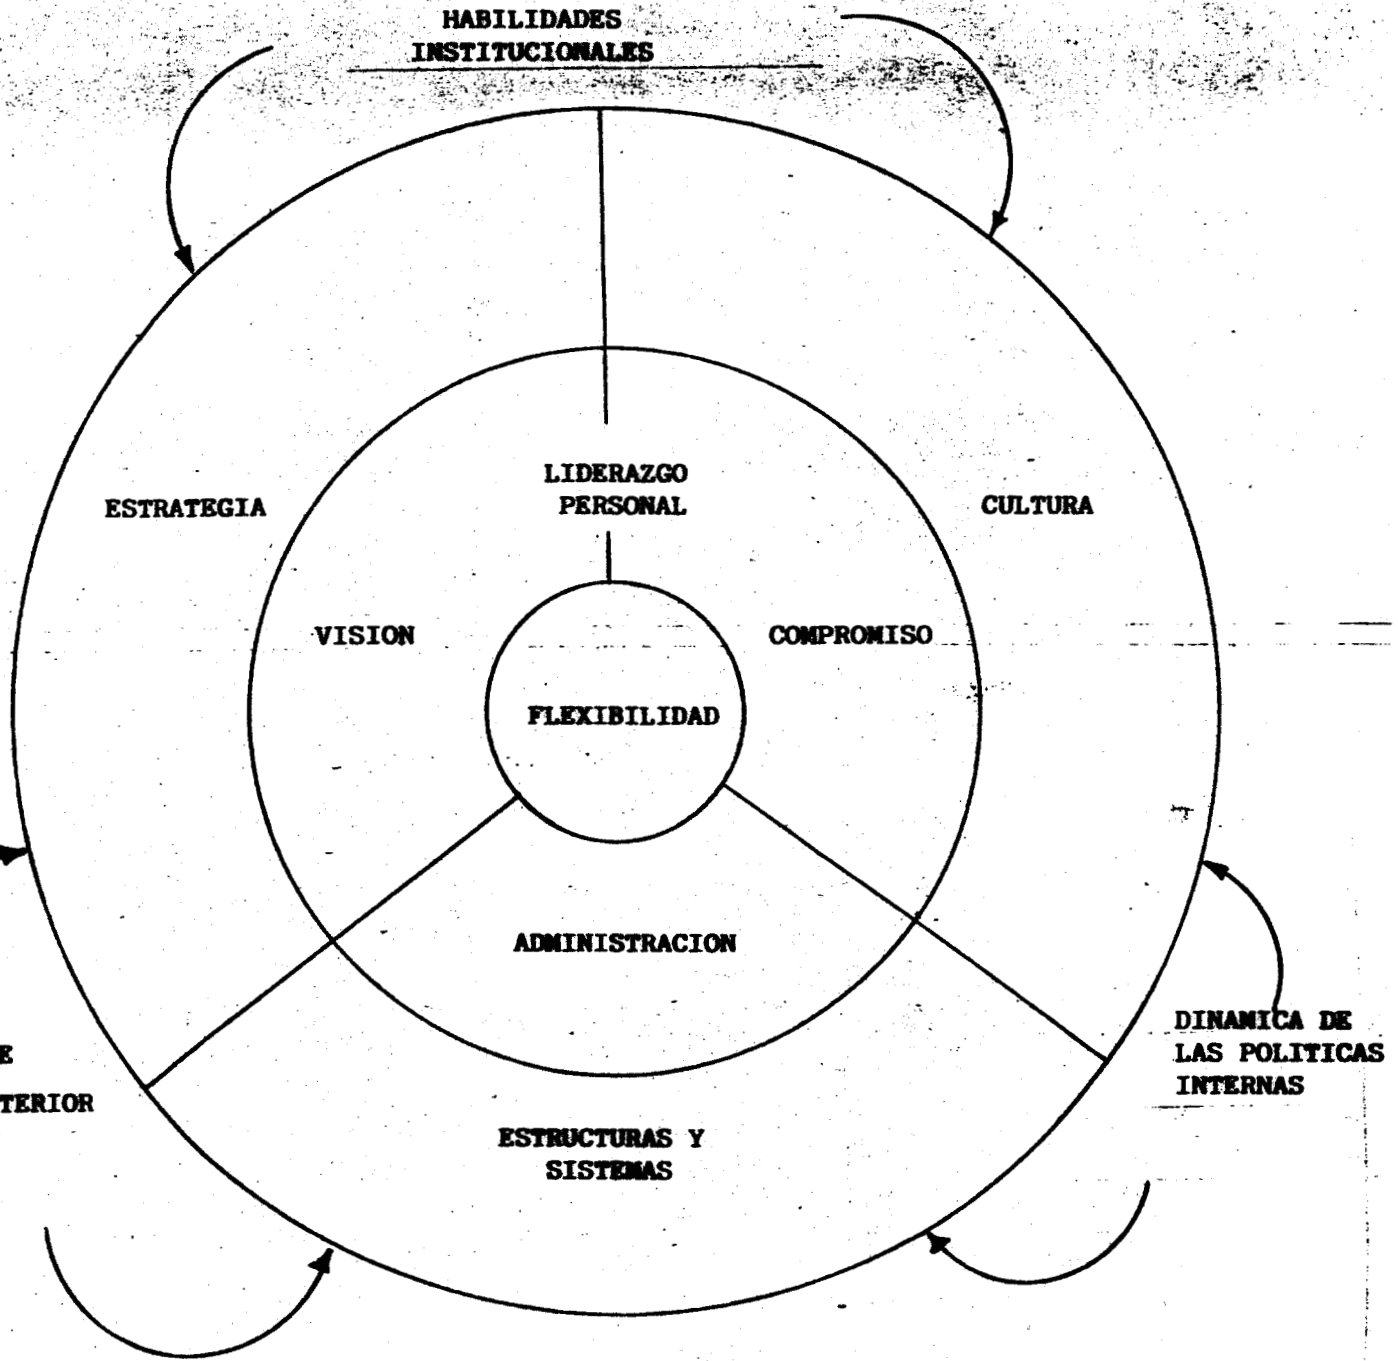 HABILIDADES
INSTITUCIONALES
LIDERAZGO
PERSONAL
ESTRATEGIA
CULTURA
VISION
COMPROMISO
FLEXIBILIDAD
ADMINISTRACION
DINAMICA DE
LAS POLITICAS
INTERNAS
E
TERIOR
ESTRUCTURAS Y
SISTEMAS